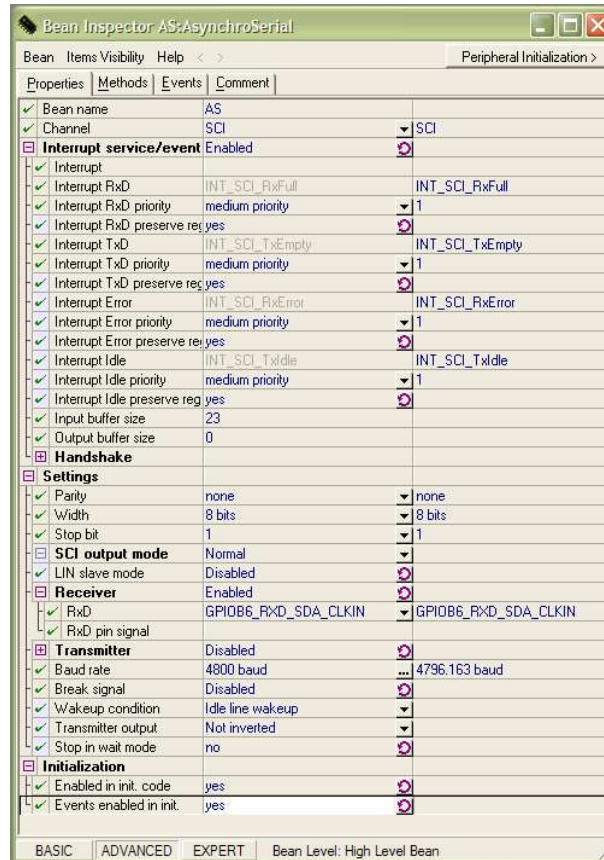 Bean Inspector AS:AsynchroSerial
Bean Items Visibility Help < > Peripheral Initialization >
Properties Methods Events Comment
Bean name AS
Channel SCI SCI
Interrupt service/event Enabled
Interrupt
Interrupt RxD INT_SCI_RxFull INT_SCI_RxFull
Interrupt RxD priority medium priority 1
Interrupt RxD preserve reg yes
Interrupt TxD INT_SCI_TxEmpty INT_SCI_TxEmpty
Interrupt TxD priority medium priority 1
Interrupt TxD preserve reg yes
Interrupt Error INT_SCI_RxError INT_SCI_RxError
Interrupt Error priority medium priority 1
Interrupt Error preserve re yes
Interrupt Idle INT_SCI_TxIdle INT_SCI_TxIdle
Interrupt Idle priority medium priority 1
Interrupt Idle preserve reg yes
Input buffer size 23
Output buffer size 0
Handshake
Settings
Parity none none
Width 8 bits 8 bits
Stop bit 1 1
SCI output mode Normal
LIN slave mode Disabled
Receiver Enabled
RxD GPIOB6_RXD_SDA_CLKIN GPIOB6_RXD_SDA_CLKIN
RxD pin signal
Transmitter Disabled
Baud rate 4800 baud ... 4796.163 baud
Break signal Disabled
Wakeup condition Idle line wakeup
Transmitter output Not inverted
Stop in wait mode no
Initialization
Enabled in init. code yes
Events enabled in init. yes
BASIC ADVANCED EXPERT Bean Level: High Level Bean